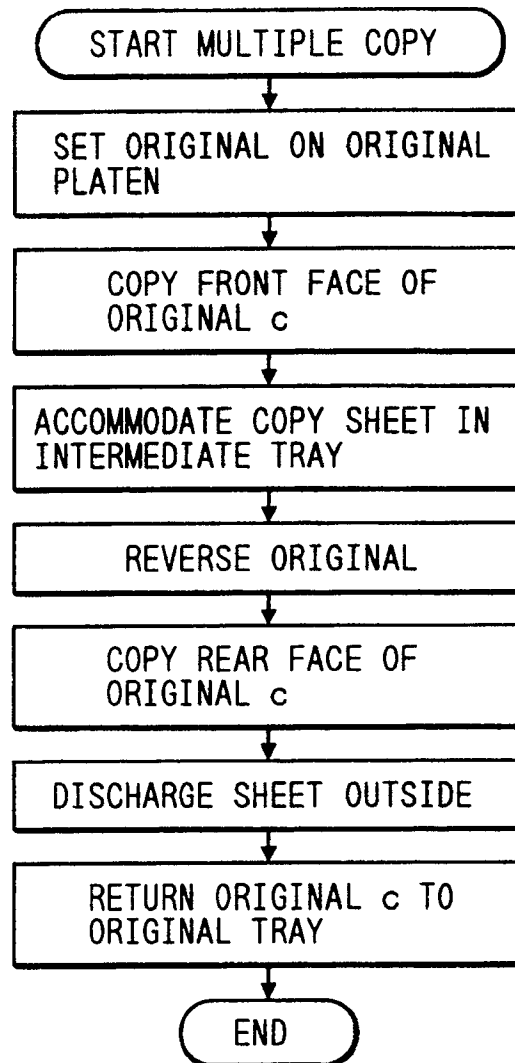 START MULTIPLE COPY
SET ORIGINAL ON ORIGINAL
PLATEN
COPY FRONT FACE OF
ORIGINAL c
ACCOMMODATE COPY SHEET IN
INTERMEDIATE TRAY
REVERSE ORIGINAL
COPY REAR FACE OF
ORIGINAL c
DISCHARGE SHEET OUTSIDE
RETURN ORIGINAL c TO
ORIGINAL TRAY
END